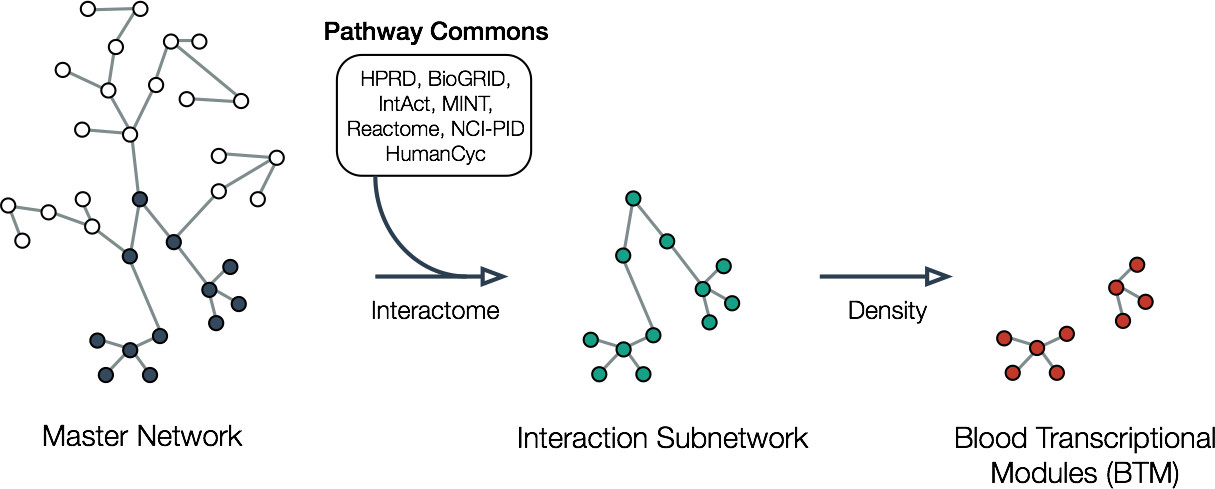 Pathway Commons
HPRD, BioGRID,
IntAct, MINT,
Reactome, NCI-PID
HumanCyc
Interactome
Density
Master Network
Interaction Subnetwork
Blood Transcriptional
Modules (BTM)